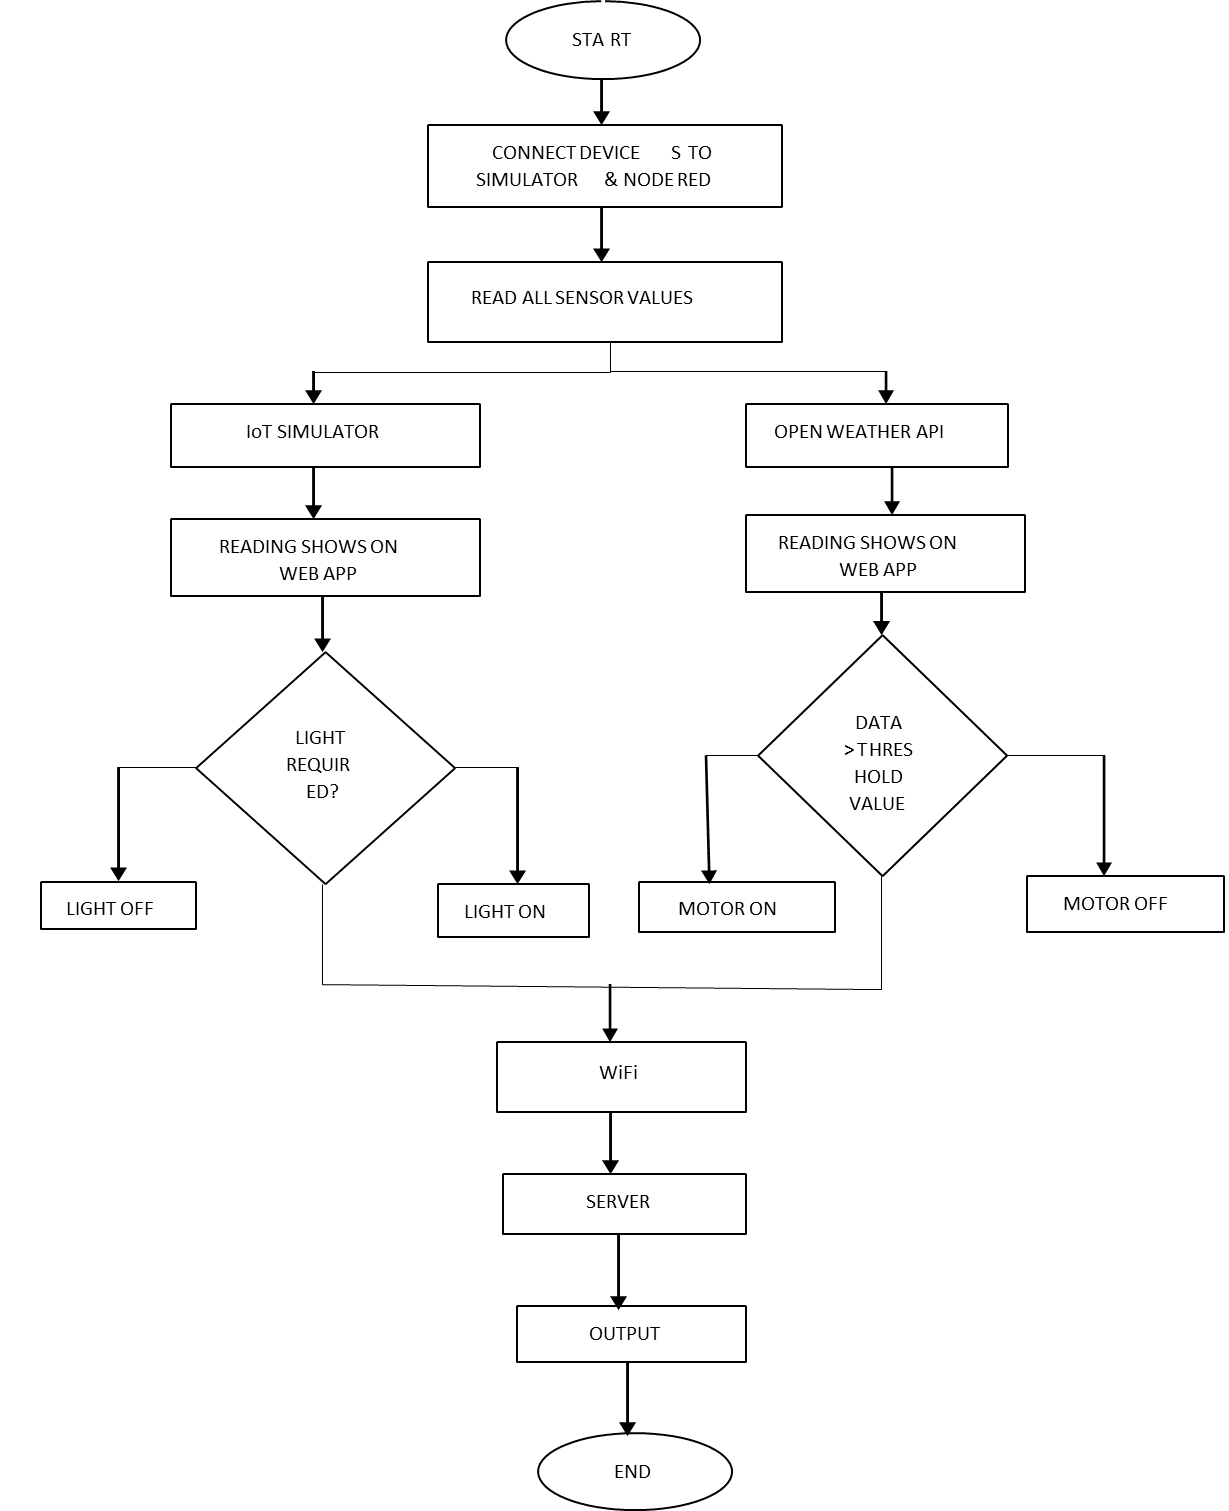 STA RT
CONNECT DEVICE S TO
SIMULATOR & NODE RED
READ ALL SENSOR VALUES
IoT SIMULATOR
OPEN WEATHER API
READING SHOWS ON
WEB APP
READING SHOWS ON
WEB APP
LIGHT
REQUIR
ED?
DATA
>THRES
HOLD
VALUE
LIGHT OFF
LIGHT ON
MOTOR ON
MOTOR OFF
WiFi
SERVER
OUTPUT
END